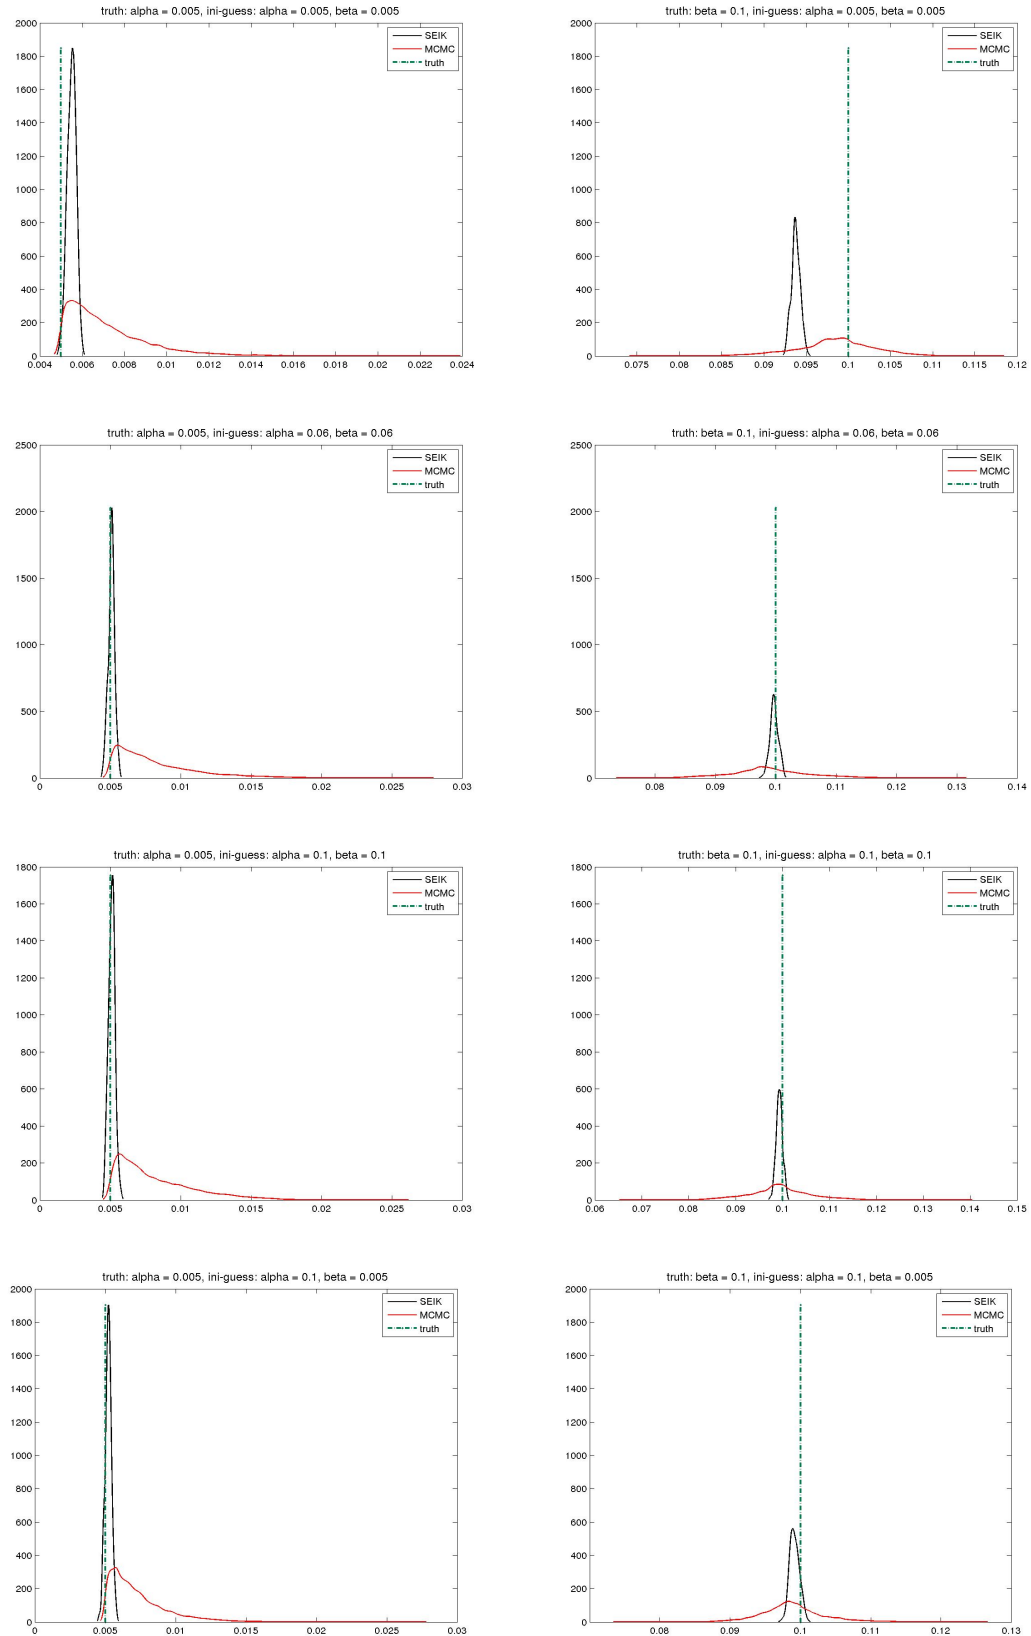 truth: alpha = 0.005, ini-guess: alpha = 0.005, beta = 0.005
2000
1800
1600
1400
1200
1000
800
600
400
200
0
0.004 0.006 0.008 0.01 0.012 0.014 0.016 0.018 0.02 0.022 0.024
SEIK
MCMC
truth
truth: beta = 0.1, ini-guess: alpha = 0.005, beta = 0.005
2000
1800
1600
1400
1200
1000
800
600
400
200
0
0.075 0.08 0.085 0.09 0.095 0.1 0.105 0.11 0.115 0.12
SEIK
MCMC
truth
truth: alpha = 0.005, ini-guess: alpha = 0.06, beta = 0.06
2500
2000
1500
1000
500
0
0 0.005 0.01 0.015 0.02 0.025 0.03
SEIK
MCMC
truth
truth: beta = 0.1, ini-guess: alpha = 0.06, beta = 0.06
2500
2000
1500
1000
500
0
0.08 0.09 0.1 0.11 0.12 0.13 0.14
SEIK
MCMC
truth
truth: alpha = 0.005, ini-guess: alpha = 0.1, beta = 0.1
1800
1600
1400
1200
1000
800
600
400
200
0
0 0.005 0.01 0.015 0.02 0.025 0.03
SEIK
MCMC
truth
truth: beta = 0.1, ini-guess: alpha = 0.1, beta = 0.1
1800
1600
1400
1200
1000
800
600
400
200
0
0.06 0.07 0.08 0.09 0.1 0.11 0.12 0.13 0.14 0.15
SEIK
MCMC
truth
truth: alpha = 0.005, ini-guess: alpha = 0.1, beta = 0.005
2000
1800
1600
1400
1200
1000
800
600
400
200
0
0 0.005 0.01 0.015 0.02 0.025 0.03
SEIK
MCMC
truth
truth: beta = 0.1, ini-guess: alpha = 0.1, beta = 0.005
2000
1800
1600
1400
1200
1000
800
600
400
200
0
0.07 0.08 0.09 0.1 0.11 0.12 0.13
SEIK
MCMC
truth